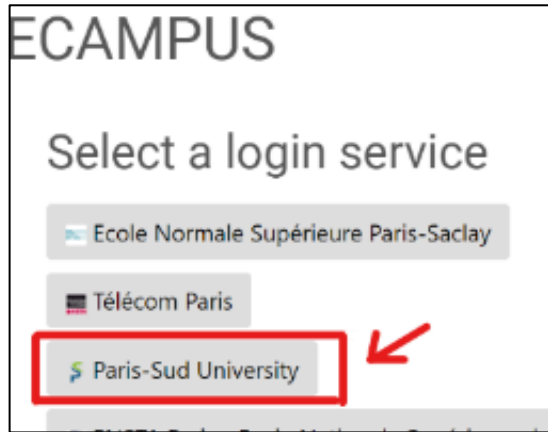 ECAMPUS
Select a login service
Ecole Normale Supérieure Paris-Saclay
Télécom Paris
Paris-Sud University